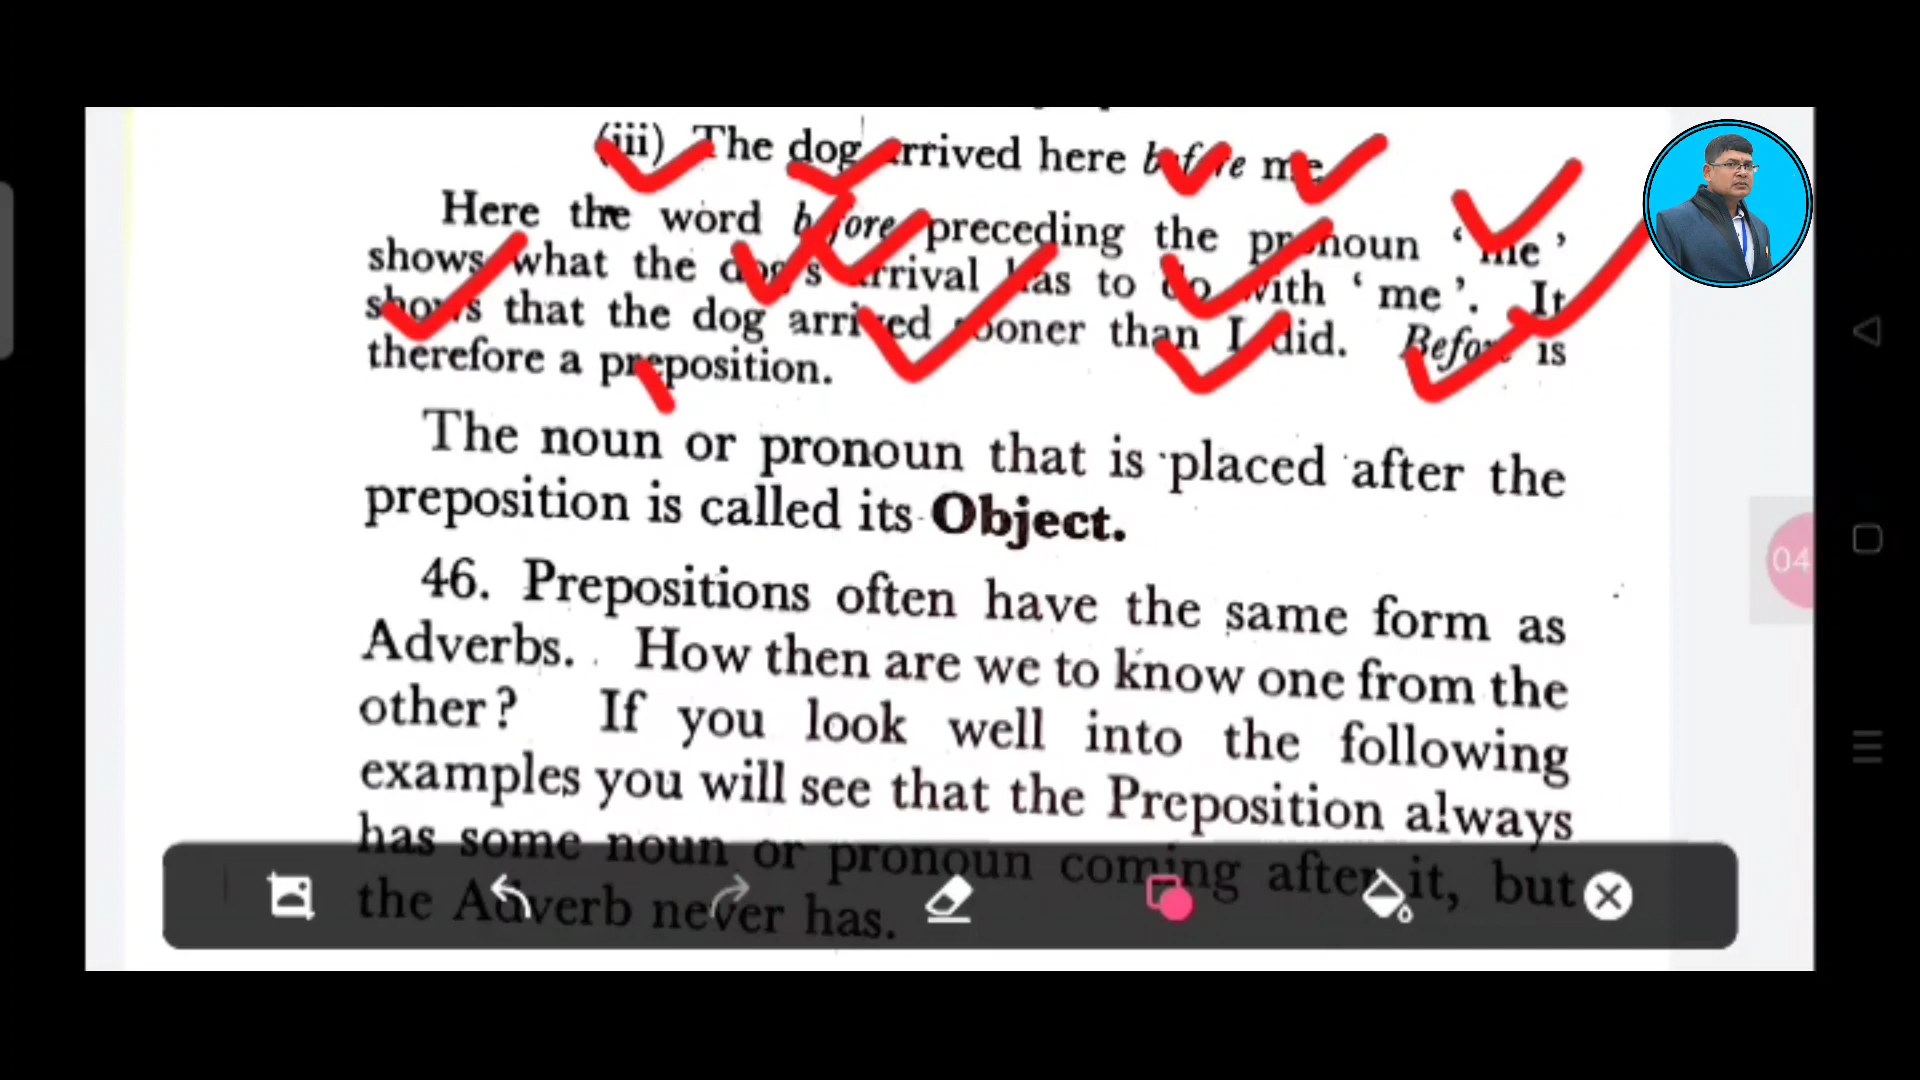 (iii) The dog arrived here before me.
Here the word before preceding the pronoun ‘ me ’
shows what the dog's arrival has to do with ‘ me ’. It
shows that the dog arrived sooner than I did. Before is
therefore a preposition.
The noun or pronoun that is placed after the
preposition is called its Object.
46. Prepositions often have the same form as
Adverbs. How then are we to know one from the
other? If you look well into the following
examples you will see that the Preposition always
has some noun or pronoun coming after it, but
the Adverb never has.
04